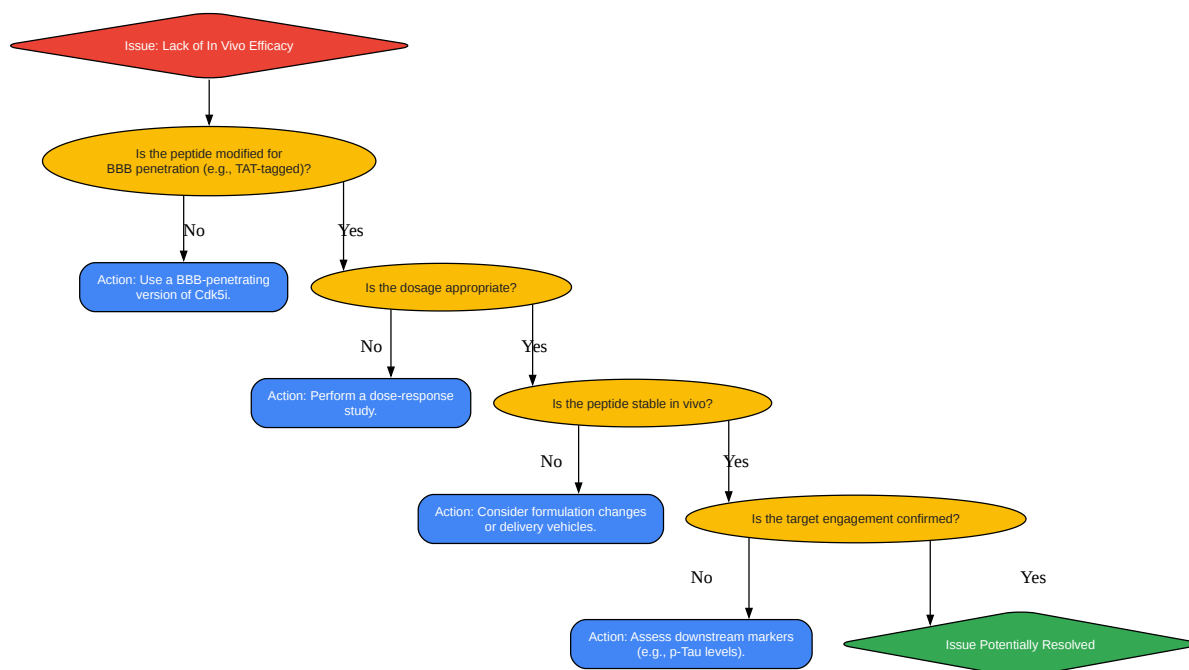 Issue: Lack of In Vivo Efficacy
Is the peptide modified for
BBB penetration (e.g., TAT-tagged)?
No
Yes
Action: Use a BBB-penetrating
version of Cdk5i.
Is the dosage appropriate?
No
Yes
Action: Perform a dose-response
study.
Is the peptide stable in vivo?
No
Yes
Action: Consider formulation changes
or delivery vehicles.
Is the target engagement confirmed?
No
Yes
Action: Assess downstream markers
(e.g., p-Tau levels).
Issue Potentially Resolved